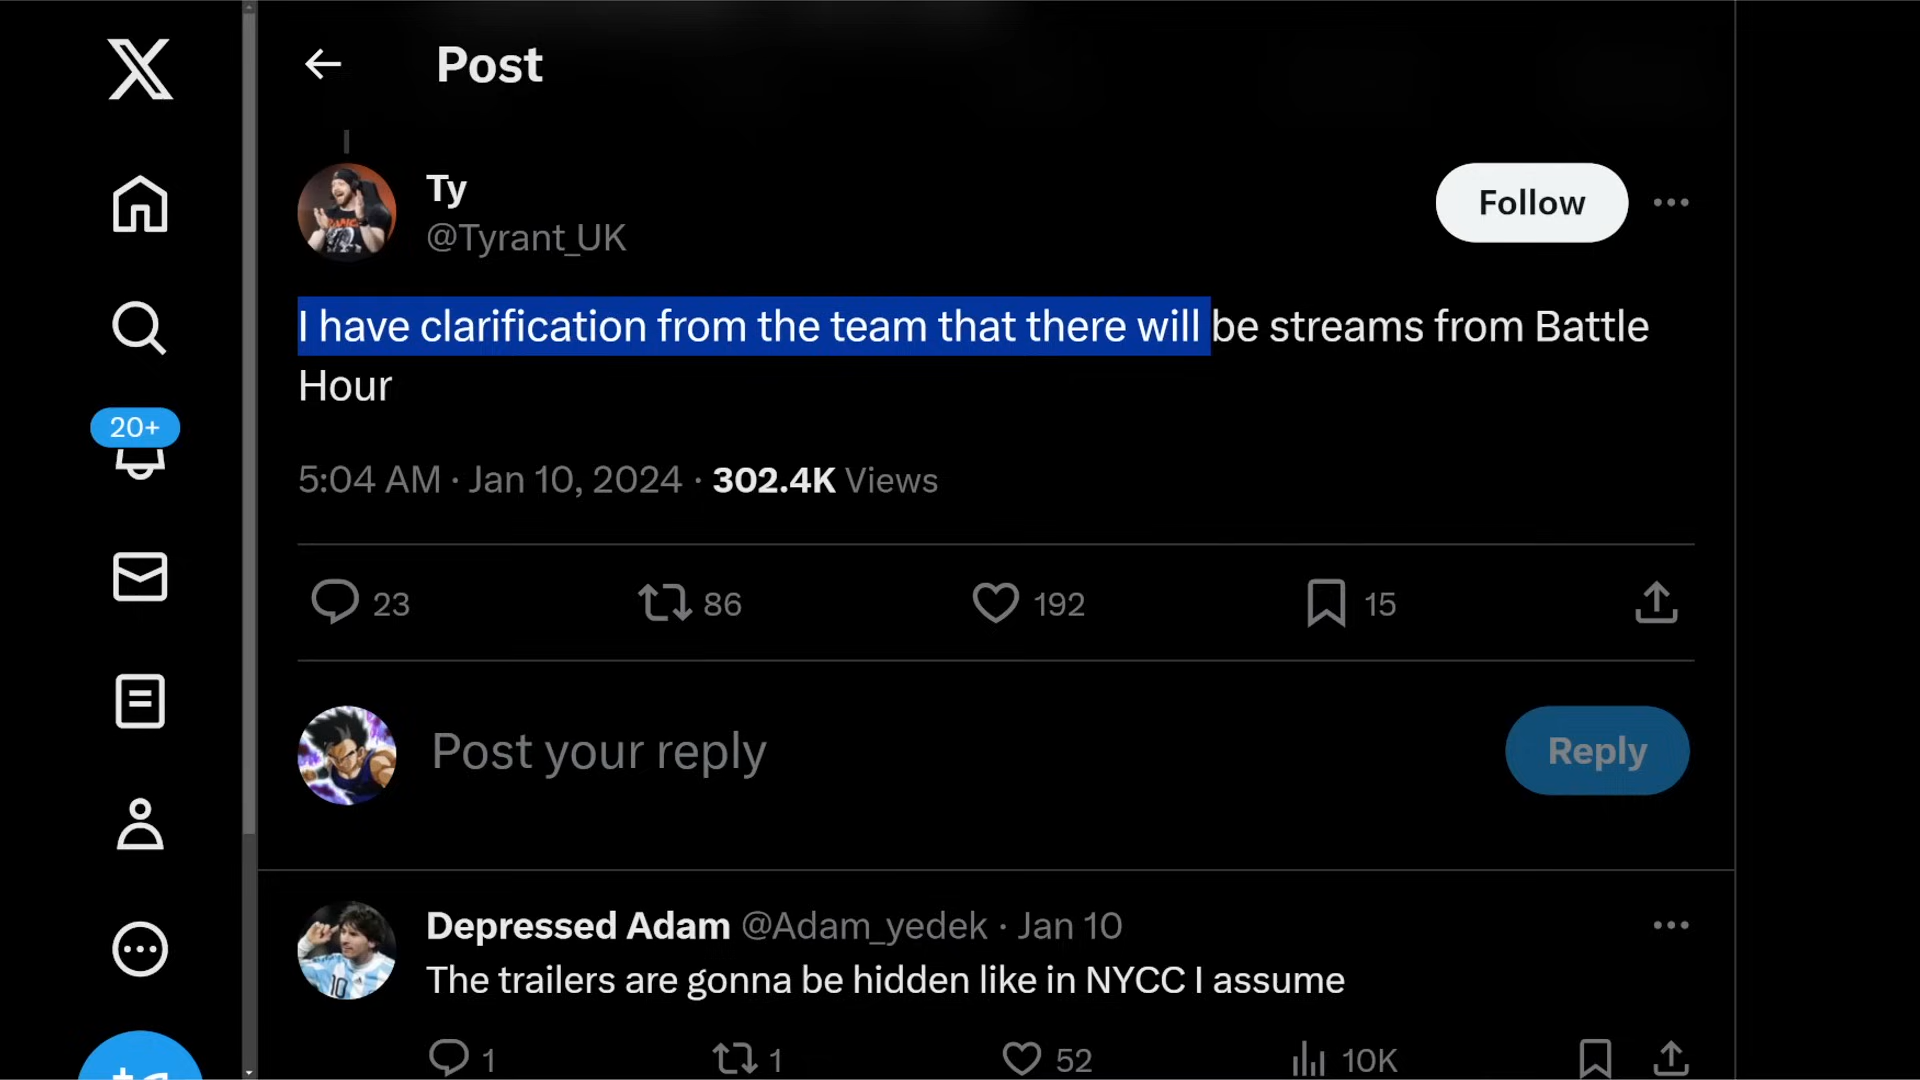 Post
Ty
@Tyrant_UK
Follow
I have clarification from the team that there will be streams from Battle
Hour
20+
5:04 AM · Jan 10, 2024 · 302.4K Views
23 86 192 15
Post your reply
Reply
Depressed Adam @Adam_yedek · Jan 10
The trailers are gonna be hidden like in NYCC I assume
1 1 52 10K